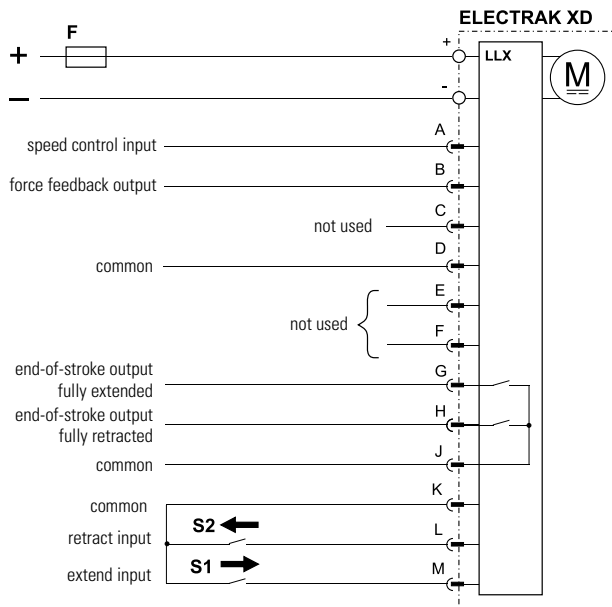 ELECTRAK XD
F
+
+
LLX
M
–
-
A
speed control input
B
force feedback output
C
not used
D
common
E
not used
F
G
end-of-stroke output
fully extended
H
end-of-stroke output
fully retracted
J
common
K
common
S2
L
retract input
S1
M
extend input